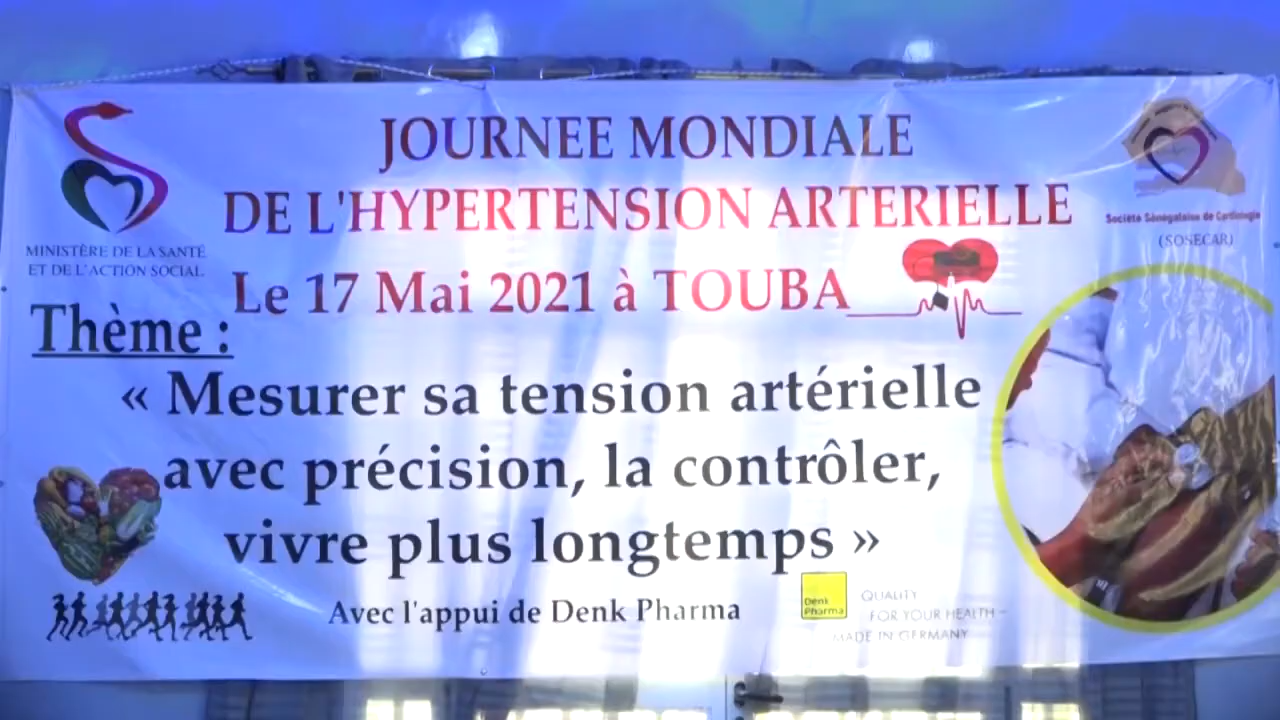 JOURNEE MONDIALE
DE L'HYPERTENSION ARTERIELLE
Le 17 Mai 2021 à TOUBA
MINISTÈRE DE LA SANTÉ
ET DE L'ACTION SOCIAL
Société Sénégalaise de Cardiologie
(SOSECAR)
Thème :
« Mesurer sa tension artérielle
avec précision, la contrôler,
vivre plus longtemps »
Avec l'appui de Denk Pharma
Denk
Pharma
QUALITY
FOR YOUR HEALTH –
MADE IN GERMANY